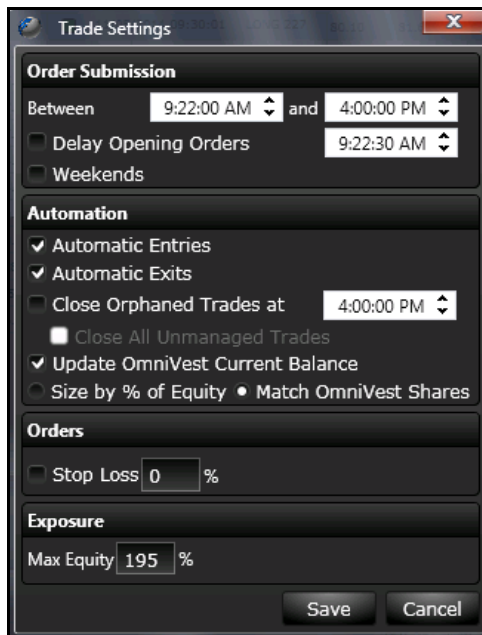 Trade Settings
Order Submission
Between 9:22:00 AM and 4:00:00 PM
Delay Opening Orders 9:22:30 AM
Weekends
Automation
Automatic Entries
Automatic Exits
Close Orphaned Trades at 4:00:00 PM
Close All Unmanaged Trades
Update OmniVest Current Balance
Size by % of Equity Match OmniVest Shares
Orders
Stop Loss 0 %
Exposure
Max Equity 195 %
Save Cancel